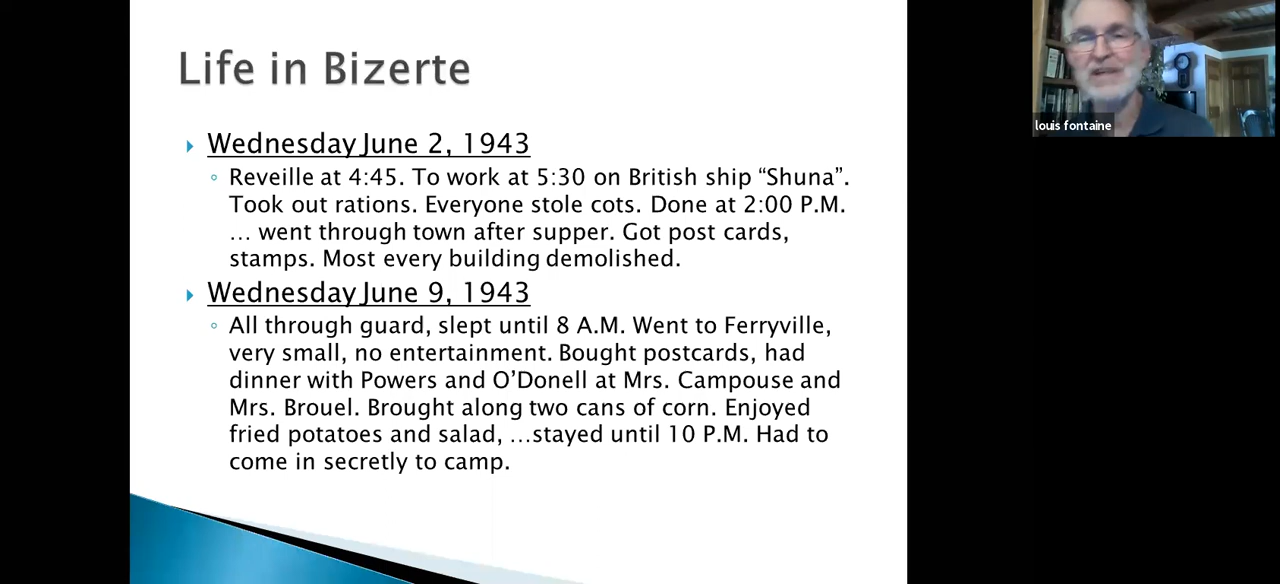 Life in Bizerte
Wednesday June 2, 1943
Reveille at 4:45. To work at 5:30 on British ship “Shuna”.
Took out rations. Everyone stole cots. Done at 2:00 P.M.
… went through town after supper. Got post cards,
stamps. Most every building demolished.
Wednesday June 9, 1943
All through guard, slept until 8 A.M. Went to Ferryville,
very small, no entertainment. Bought postcards, had
dinner with Powers and O’Donell at Mrs. Campouse and
Mrs. Brouel. Brought along two cans of corn. Enjoyed
fried potatoes and salad, …stayed until 10 P.M. Had to
come in secretly to camp.
louis fontaine